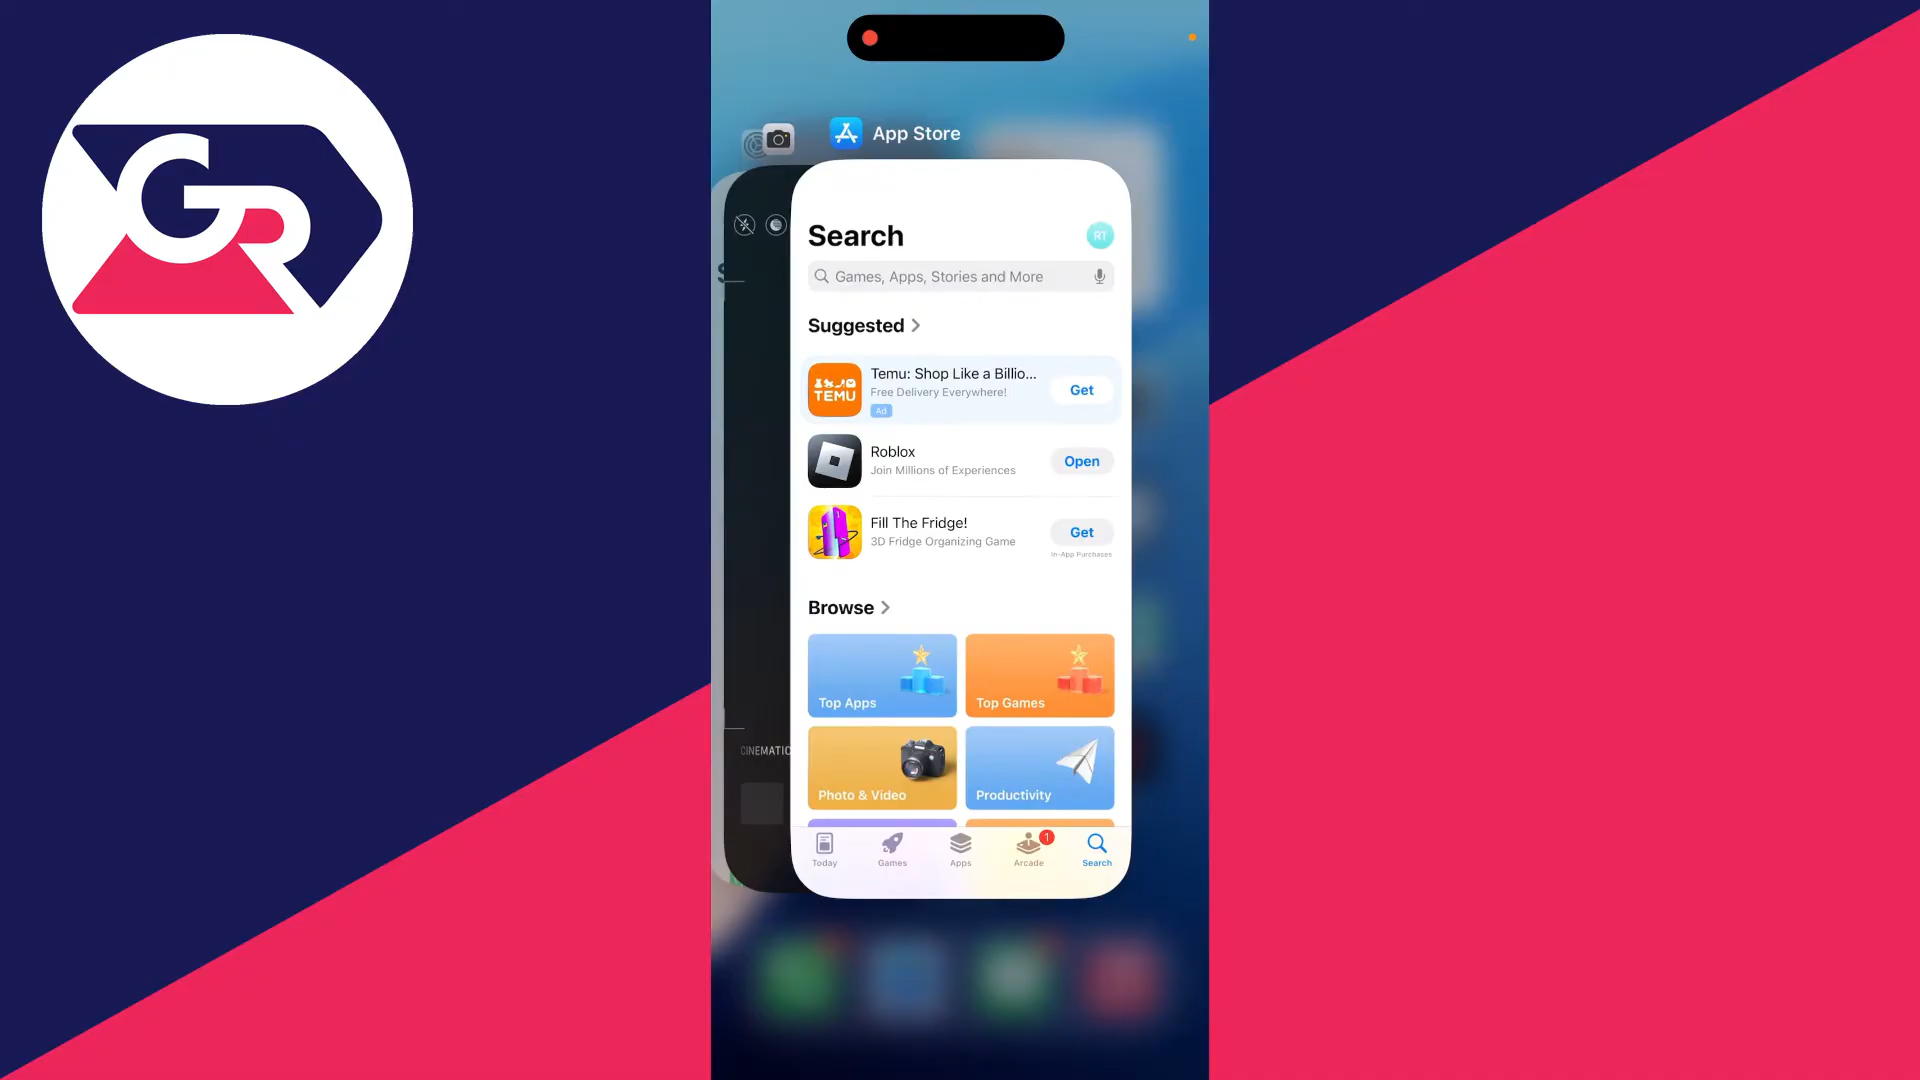 GR
App Store
Search
RT
Games, Apps, Stories and More
Suggested
TEMU
Temu: Shop Like a Billio...
Free Delivery Everywhere!
Ad
Get
Roblox
Join Millions of Experiences
Open
Fill The Fridge!
3D Fridge Organizing Game
Get
In-App Purchases
Browse
Top Apps
Top Games
CINEMATIC
Photo & Video
Productivity
1
Today
Games
Apps
Arcade
Search